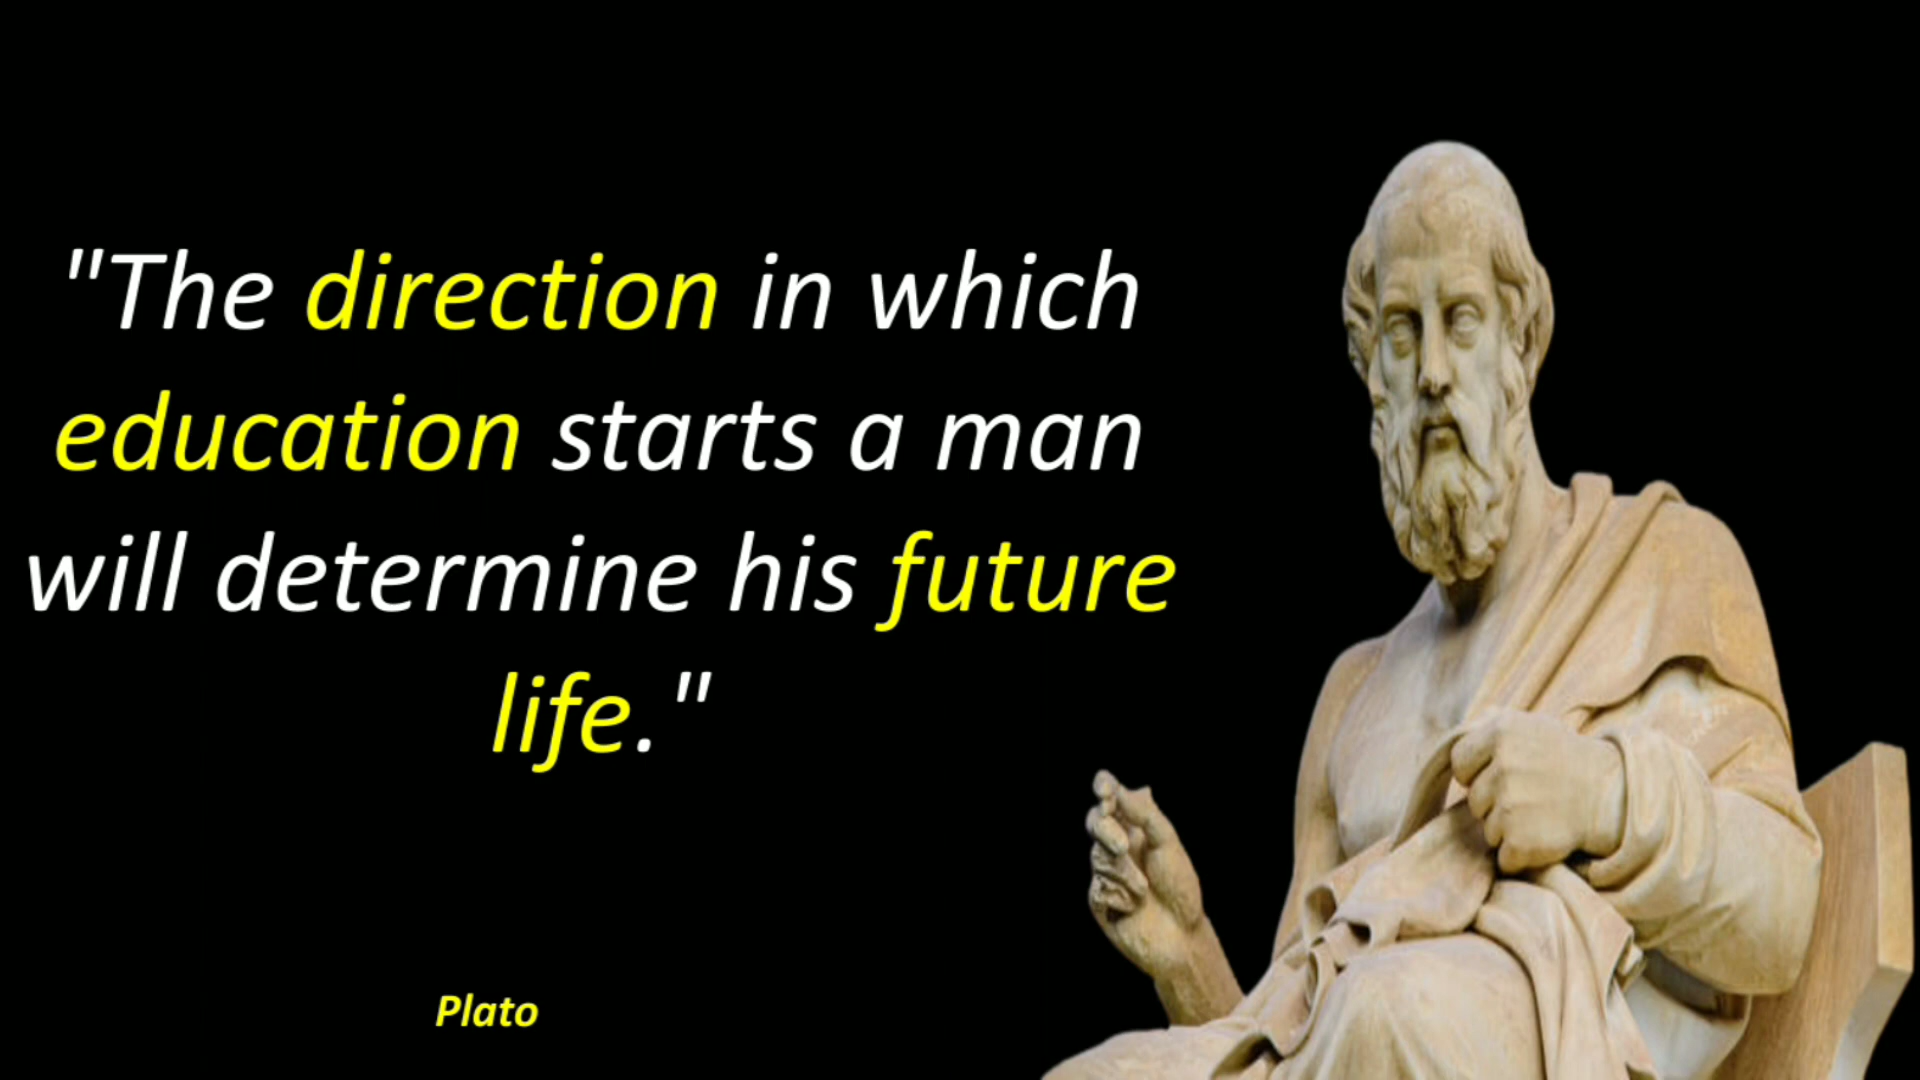 "The direction in which
education starts a man
will determine his future
life."
Plato